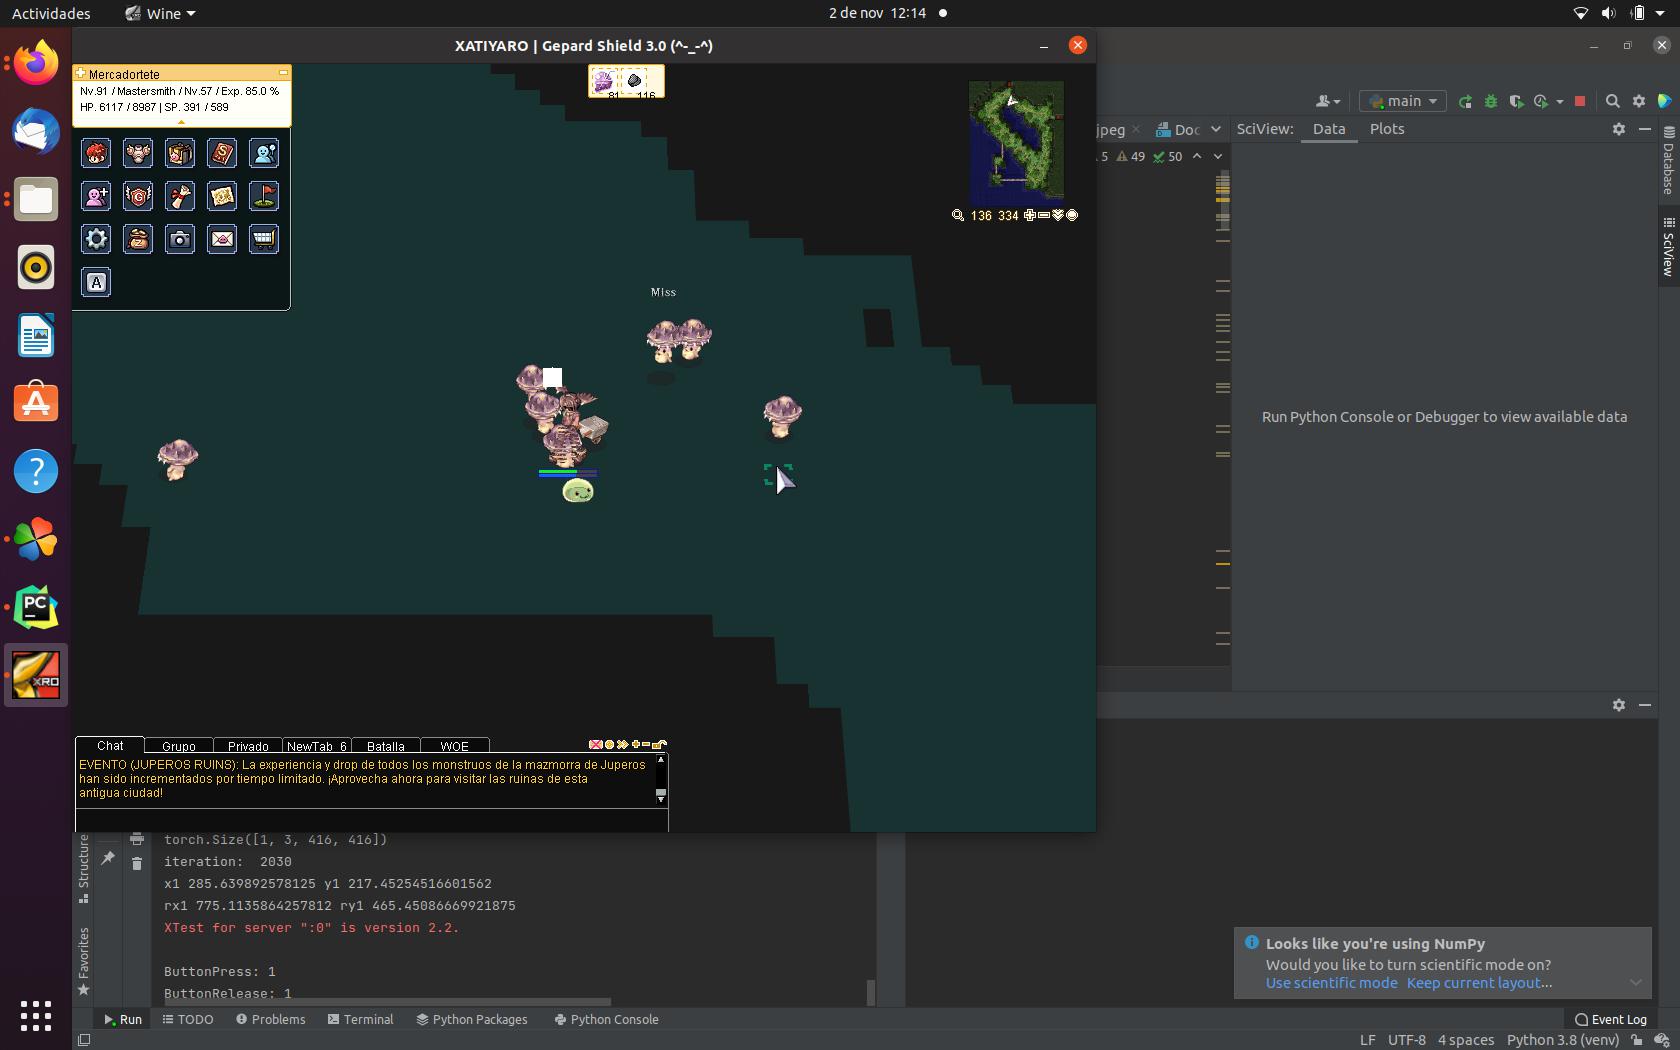 Actividades
Wine
2 de nov 12:14
XATIYARO | Gepard Shield 3.0 (^-_-^)
Mercadortete
Nv.91 / Mastersmith / Nv.57 / Exp. 85.0 %
HP. 6117 / 8987 | SP. 391 / 589
81
116
136 334
A
Miss
main
jpeg
Doc
SciView:
Data
Plots
5
49
50
Database
SciView
Run Python Console or Debugger to view available data
PC
XRO
Chat
Grupo
Privado
NewTab_6
Batalla
WOE
EVENTO (JUPEROS RUINS): La experiencia y drop de todos los monstruos de la mazmorra de Juperos
han sido incrementados por tiempo limitado. ¡Aprovecha ahora para visitar las ruinas de esta
antigua ciudad!
Structure
Favorites
torch.Size([1, 3, 416, 416])
iteration:  2030
x1 285.639892578125 y1 217.45254516601562
rx1 775.1135864257812 ry1 465.45086669921875
XTest for server ":0" is version 2.2.
ButtonPress: 1
ButtonRelease: 1
Looks like you're using NumPy
Would you like to turn scientific mode on?
Use scientific mode Keep current layout...
Run
TODO
Problems
Terminal
Python Packages
Python Console
Event Log
LF UTF-8 4 spaces Python 3.8 (venv)